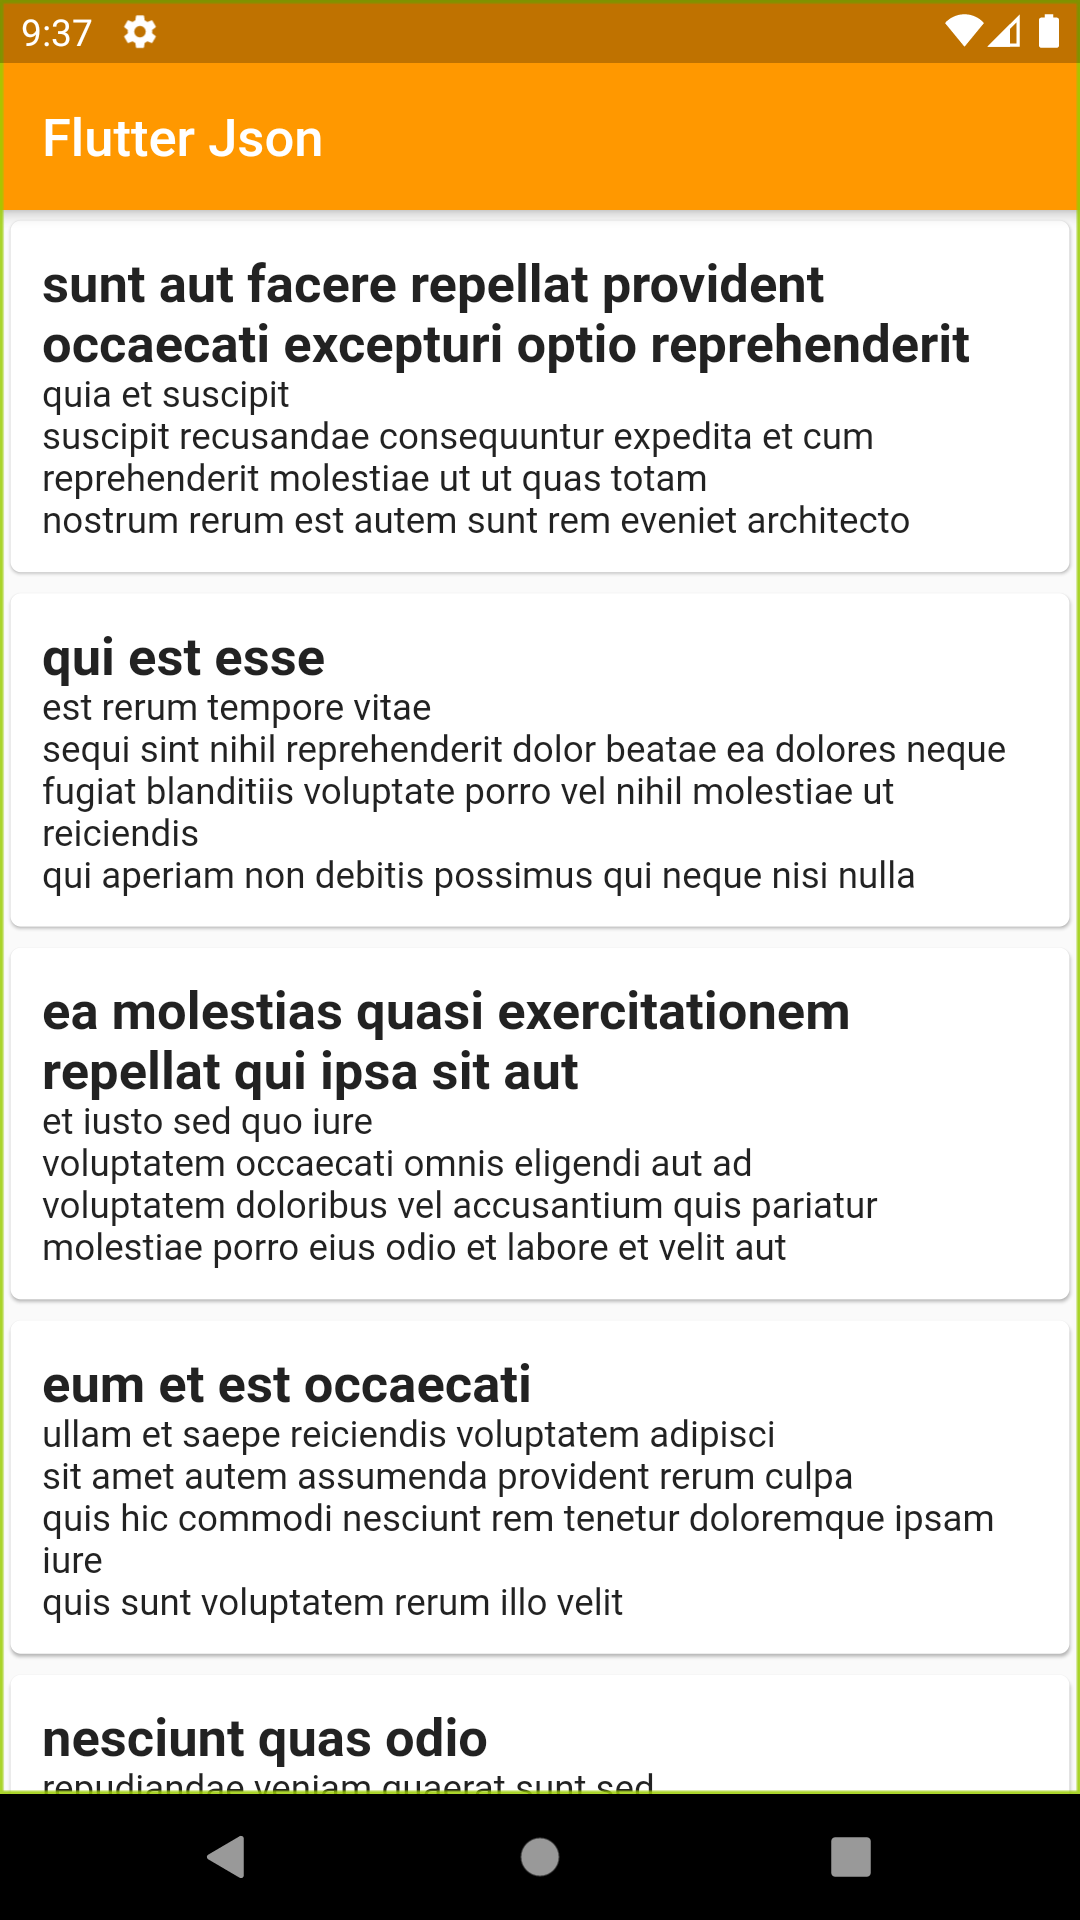 9:37
Flutter Json
sunt aut facere repellat provident
occaecati excepturi optio reprehenderit
quia et suscipit
suscipit recusandae consequuntur expedita et cum
reprehenderit molestiae ut ut quas totam
nostrum rerum est autem sunt rem eveniet architecto
qui est esse
est rerum tempore vitae
sequi sint nihil reprehenderit dolor beatae ea dolores neque
fugiat blanditiis voluptate porro vel nihil molestiae ut
reiciendis
qui aperiam non debitis possimus qui neque nisi nulla
ea molestias quasi exercitationem
repellat qui ipsa sit aut
et iusto sed quo iure
voluptatem occaecati omnis eligendi aut ad
voluptatem doloribus vel accusantium quis pariatur
molestiae porro eius odio et labore et velit aut
eum et est occaecati
ullam et saepe reiciendis voluptatem adipisci
sit amet autem assumenda provident rerum culpa
quis hic commodi nesciunt rem tenetur doloremque ipsam
iure
quis sunt voluptatem rerum illo velit
nesciunt quas odio
repudiandae veniam quaerat sunt sed